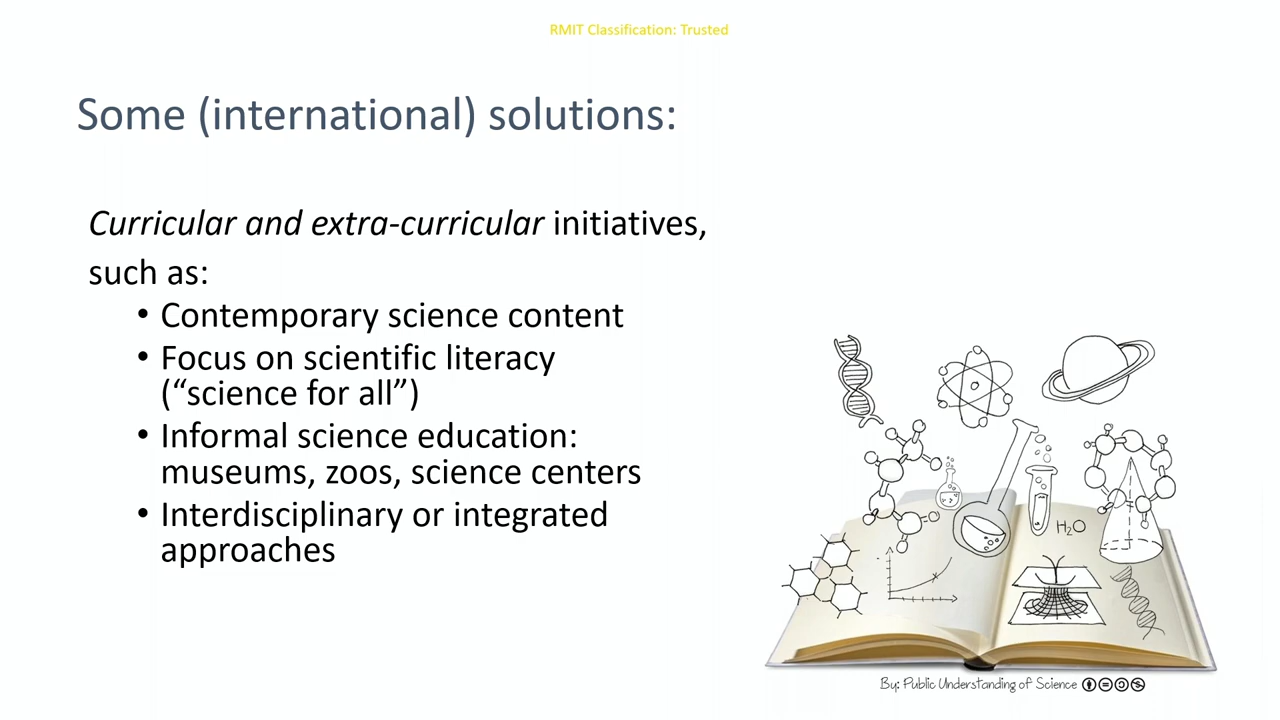 RMIT Classification: Trusted
Some (international) solutions:
Curricular and extra-curricular initiatives,
such as:
• Contemporary science content
• Focus on scientific literacy
(“science for all”)
• Informal science education:
museums, zoos, science centers
• Interdisciplinary or integrated
approaches
H₂O
By: Public Understanding of Science